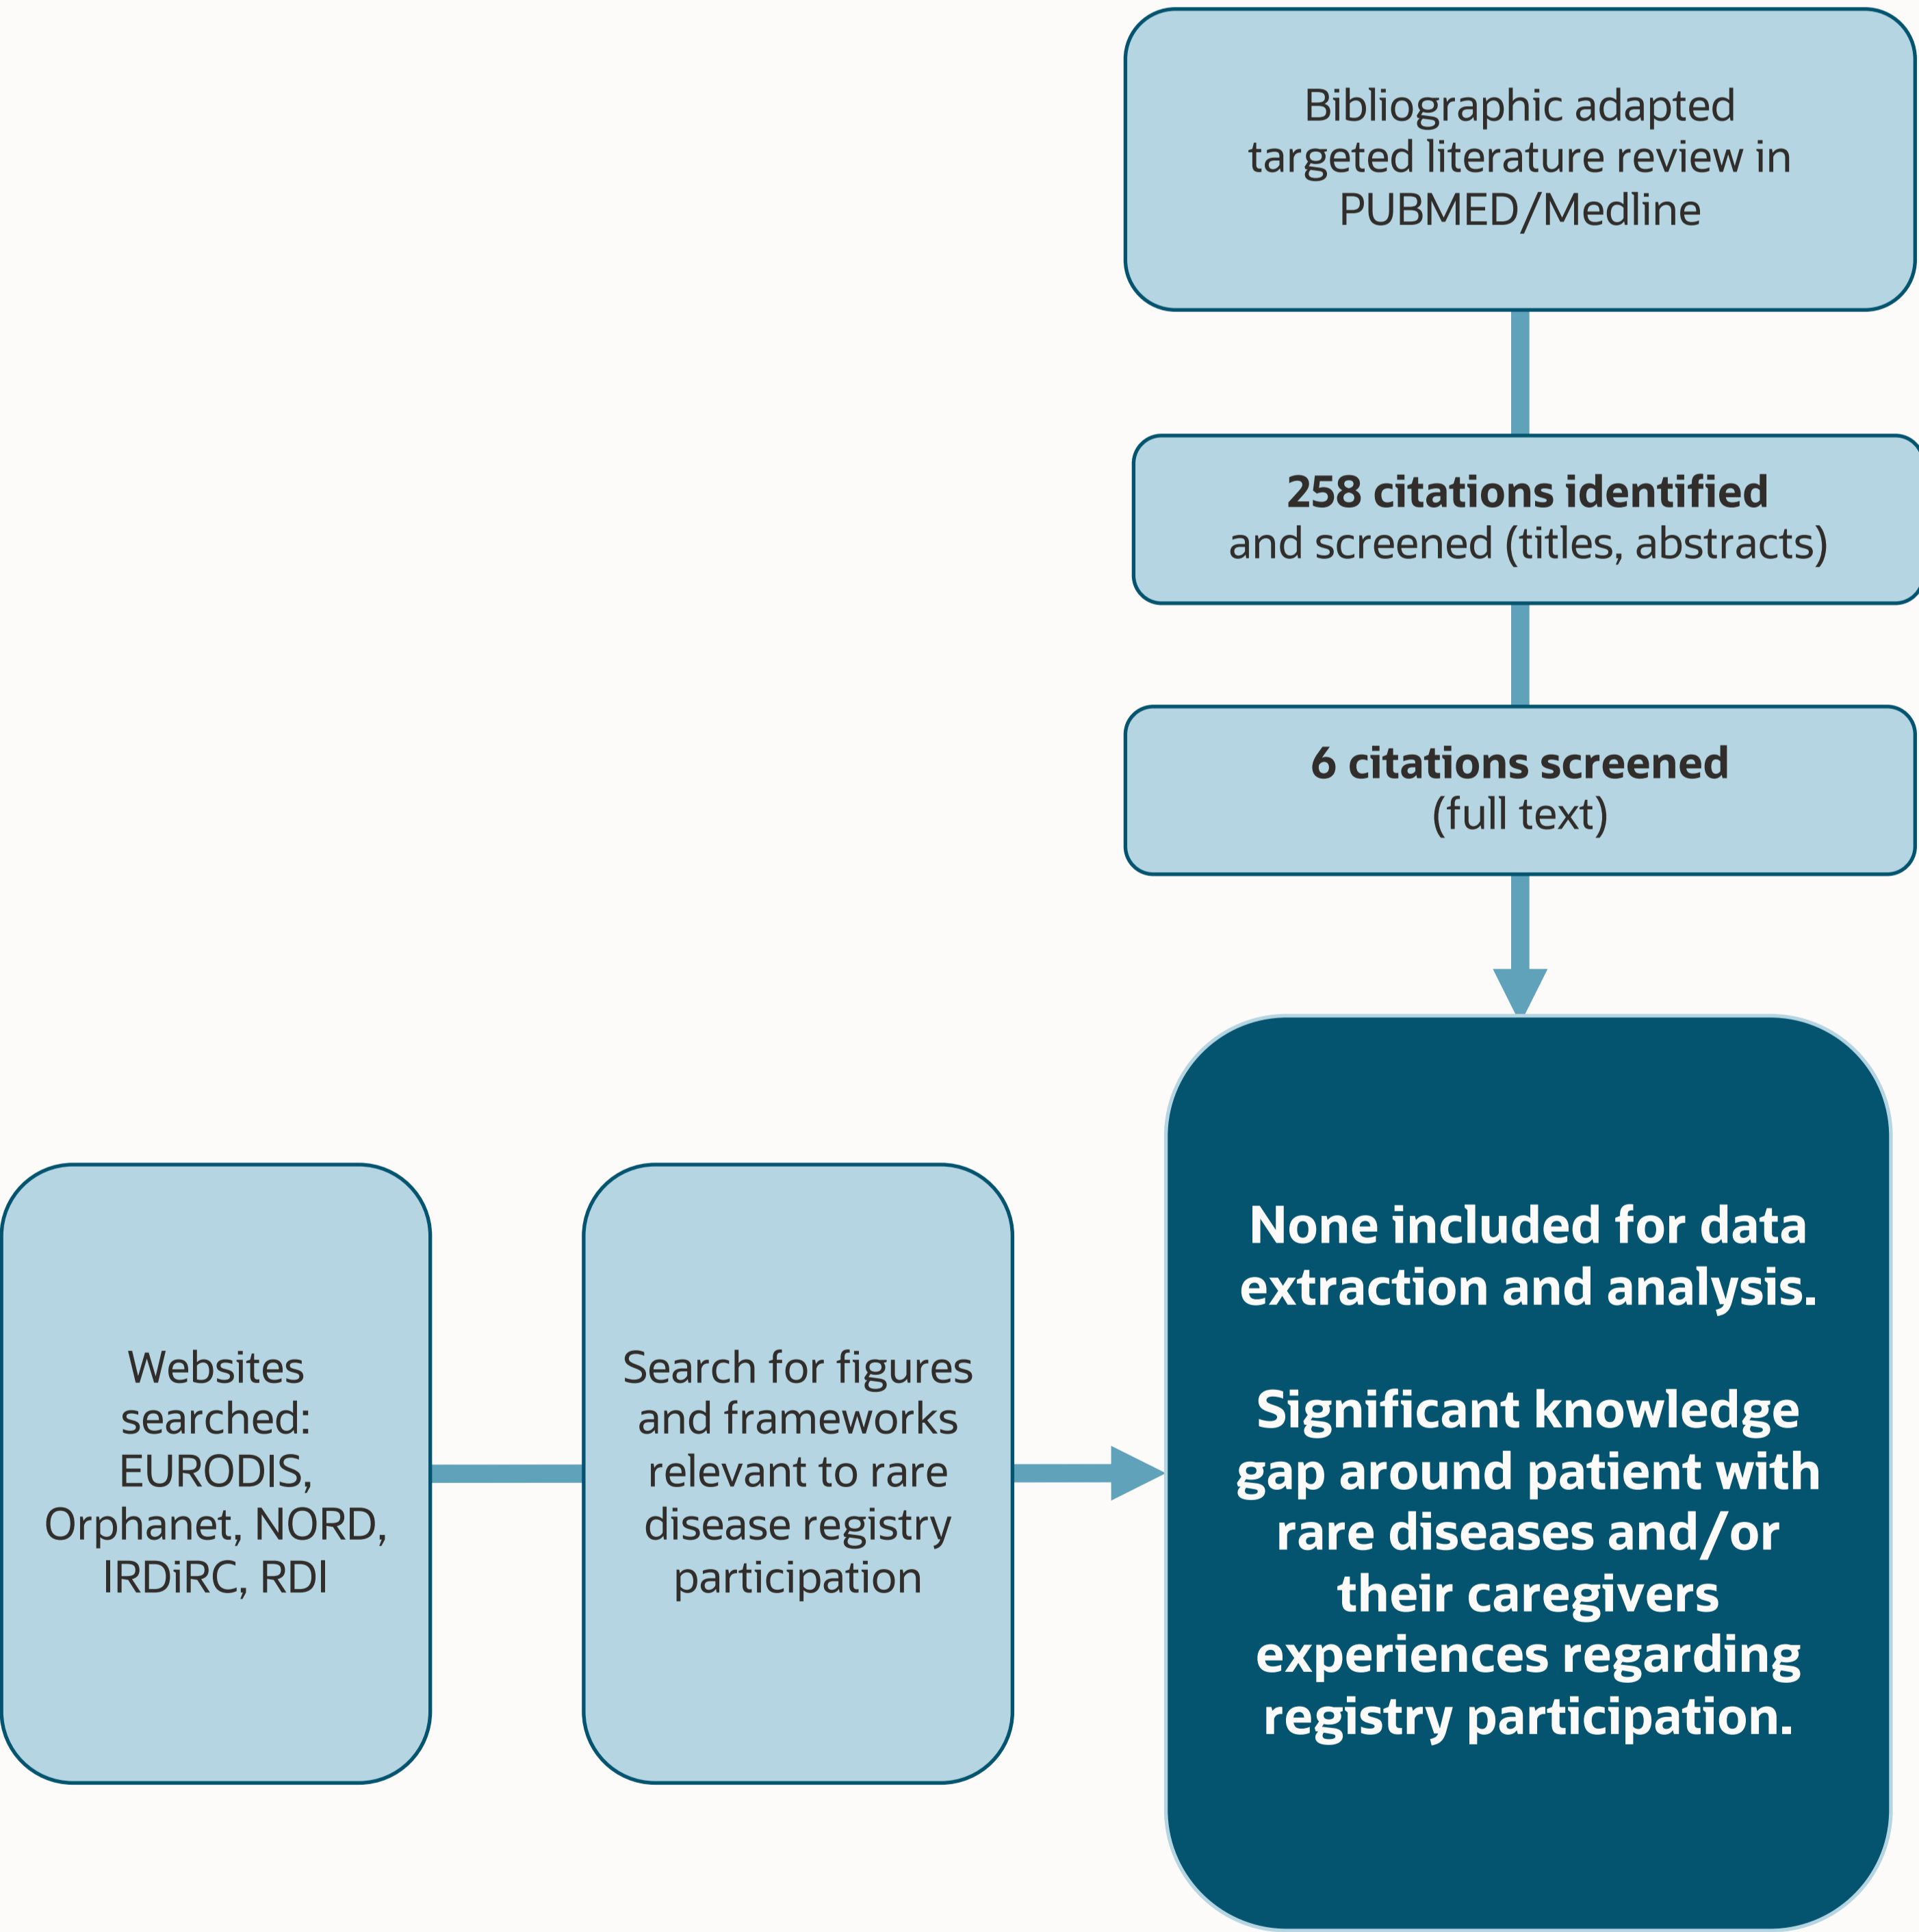 Bibliographic adapted
targeted literature review in
PUBMED/Medline
258 citations identified
and screened (titles, abstracts)
6 citations screened
(full text)
Websites
searched:
EURODIS,
Orphanet, NORD,
IRDiRC, RDI
Search for figures
and frameworks
relevant to rare
disease registry
participation
None included for data
extraction and analysis.
Significant knowledge
gap around patient with
rare diseases and/or
their caregivers
experiences regarding
registry participation.